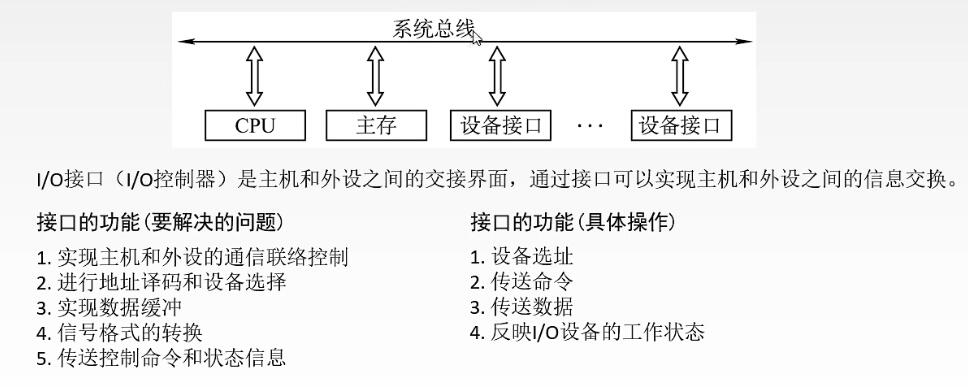 系统总线
CPU 主存 设备接口 ··· 设备接口
I/O接口（I/O控制器）是主机和外设之间的交接界面，通过接口可以实现主机和外设之间的信息交换。
接口的功能(要解决的问题)
1. 实现主机和外设的通信联络控制
2. 进行地址译码和设备选择
3. 实现数据缓冲
4. 信号格式的转换
5. 传送控制命令和状态信息
接口的功能(具体操作)
1. 设备选址
2. 传送命令
3. 传送数据
4. 反映I/O设备的工作状态